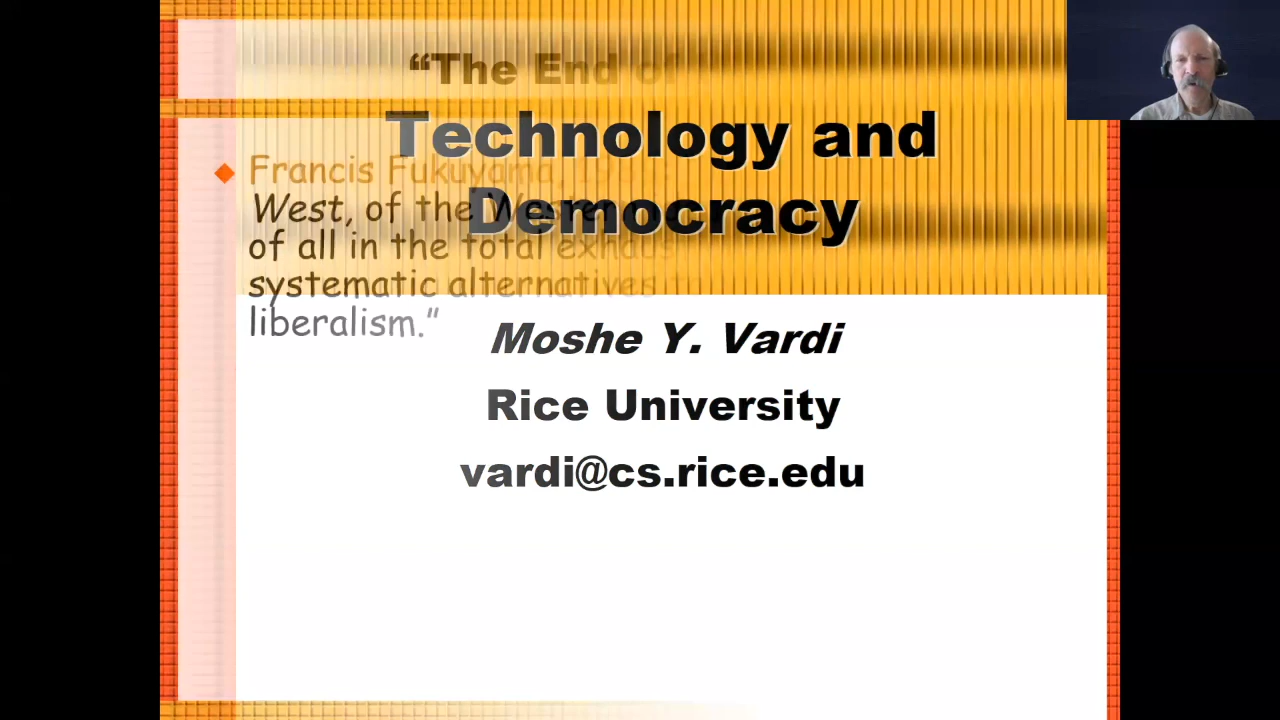 “The End of
Technology and
Democracy
Francis Fukuyama,
West, of the
of all in the total
systematic alternatives
liberalism.”
Moshe Y. Vardi
Rice University
vardi@cs.rice.edu